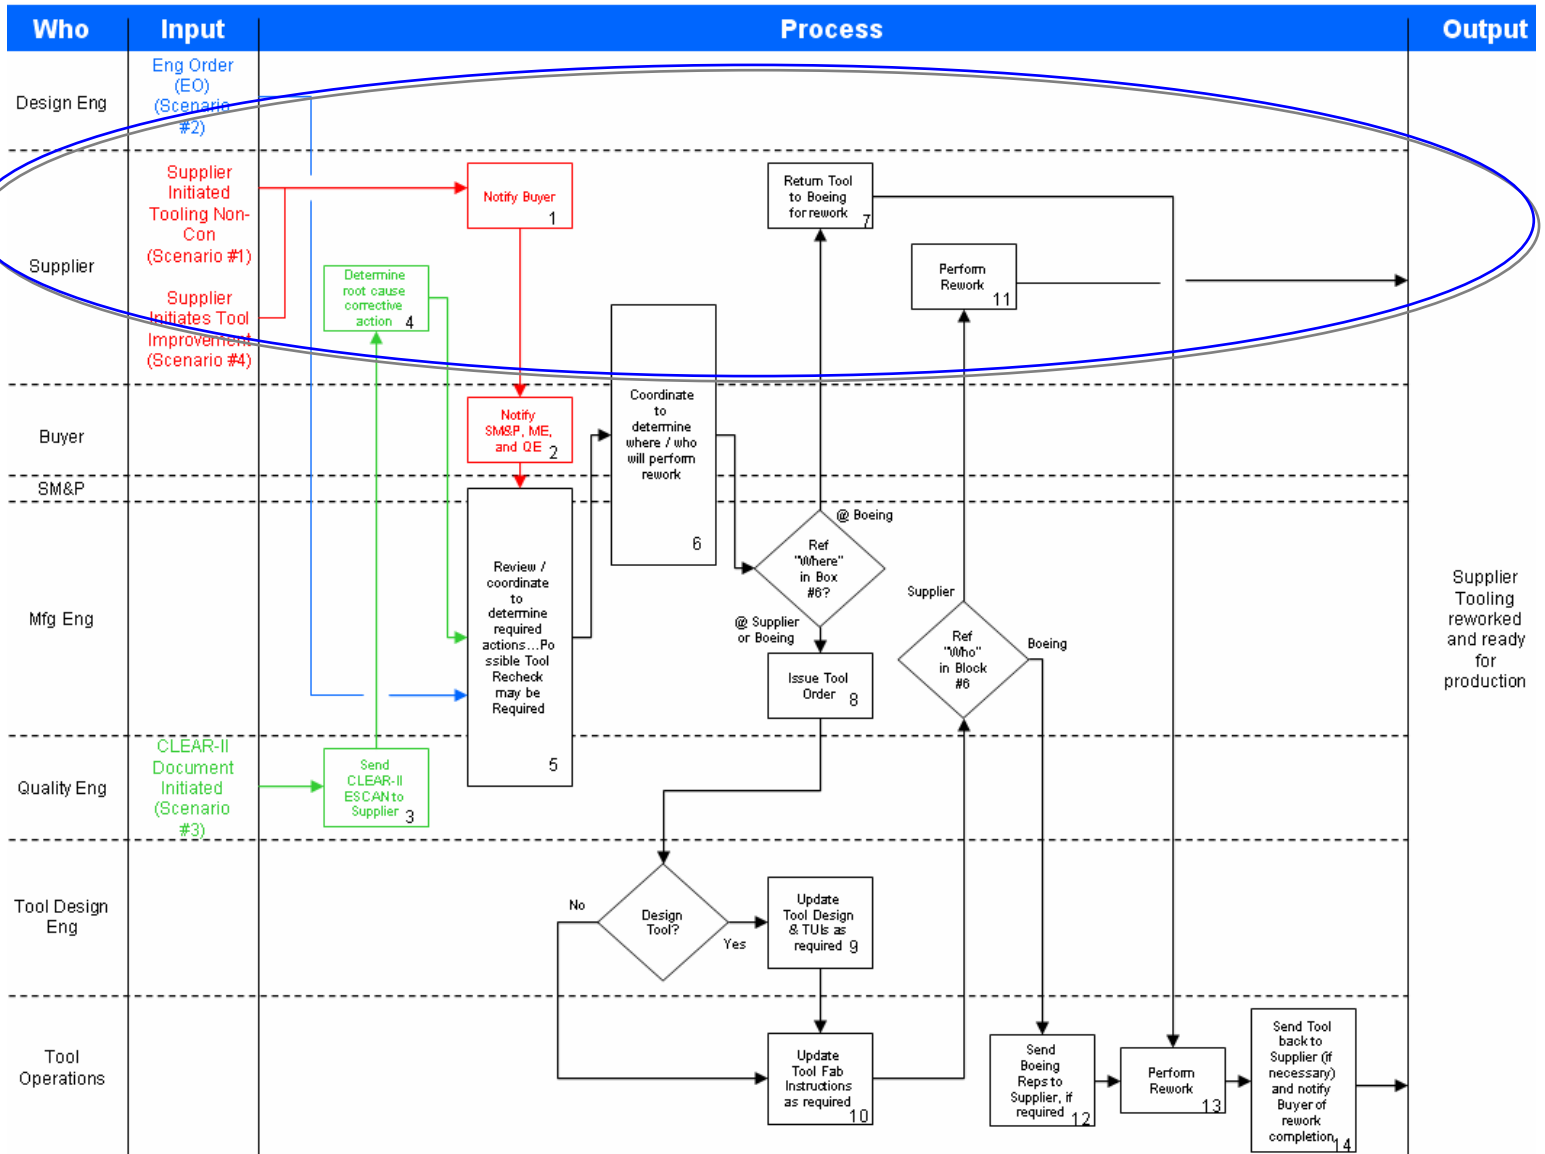 Who
Input
Process
Output
Design Eng
Eng Order
(EO)
(Scenario
#2)
Supplier
Supplier
Initiated
Tooling Non-
Con
(Scenario #1)
Supplier
Initiates Tool
Improvement
(Scenario #4)
Notify Buyer
1
Return Tool
to Boeing
for rework
7
Perform
Rework
11
Determine
root cause
corrective
action
4
Buyer
Notify
SM&P, ME,
and QE
2
Coordinate
to
determine
where / who
will perform
rework
6
SM&P
Mfg Eng
Review /
coordinate
to
determine
required
actions...Po
ssible Tool
Recheck
may be
Required
5
@ Boeing
Ref
"Where"
in Box
#6?
@ Supplier
or Boeing
Issue Tool
Order
8
Supplier
Ref
"Who"
in Block
#6
Boeing
Supplier
Tooling
reworked
and ready
for
production
Quality Eng
CLEAR-II
Document
Initiated
(Scenario
#3)
Send
CLEAR-II
ESCAN to
Supplier
3
Tool Design
Eng
No
Design
Tool?
Yes
Update
Tool Design
& TUIs as
required
9
Tool
Operations
Update
Tool Fab
Instructions
as required
10
Send
Boeing
Reps to
Supplier, if
required
12
Perform
Rework
13
Send Tool
back to
Supplier (if
necessary)
and notify
Buyer of
rework
completion
14